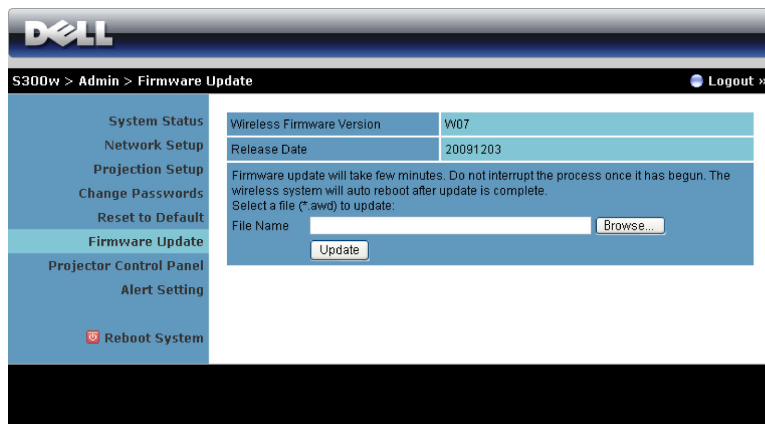 DELL
S300w > Admin > Firmware Update
Logout »
System Status
Network Setup
Projection Setup
Change Passwords
Reset to Default
Firmware Update
Projector Control Panel
Alert Setting
Reboot System
Wireless Firmware Version W07
Release Date 20091203
Firmware update will take few minutes. Do not interrupt the process once it has begun. The
wireless system will auto reboot after update is complete.
Select a file (*.awd) to update:
File Name Browse...
Update